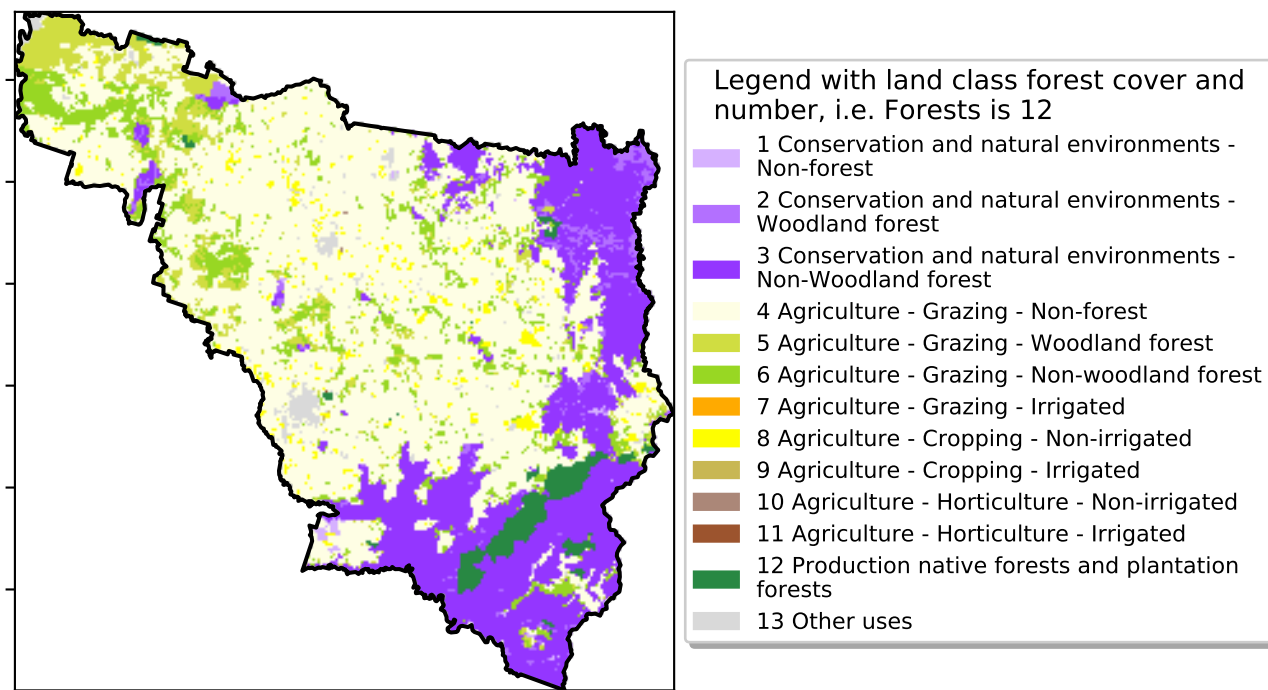 Legend with land class forest cover and
number, i.e. Forests is 12
1 Conservation and natural environments -
Non-forest
2 Conservation and natural environments -
Woodland forest
3 Conservation and natural environments -
Non-Woodland forest
4 Agriculture - Grazing - Non-forest
5 Agriculture - Grazing - Woodland forest
6 Agriculture - Grazing - Non-woodland forest
7 Agriculture - Grazing - Irrigated
8 Agriculture - Cropping - Non-irrigated
9 Agriculture - Cropping - Irrigated
10 Agriculture - Horticulture - Non-irrigated
11 Agriculture - Horticulture - Irrigated
12 Production native forests and plantation
forests
13 Other uses